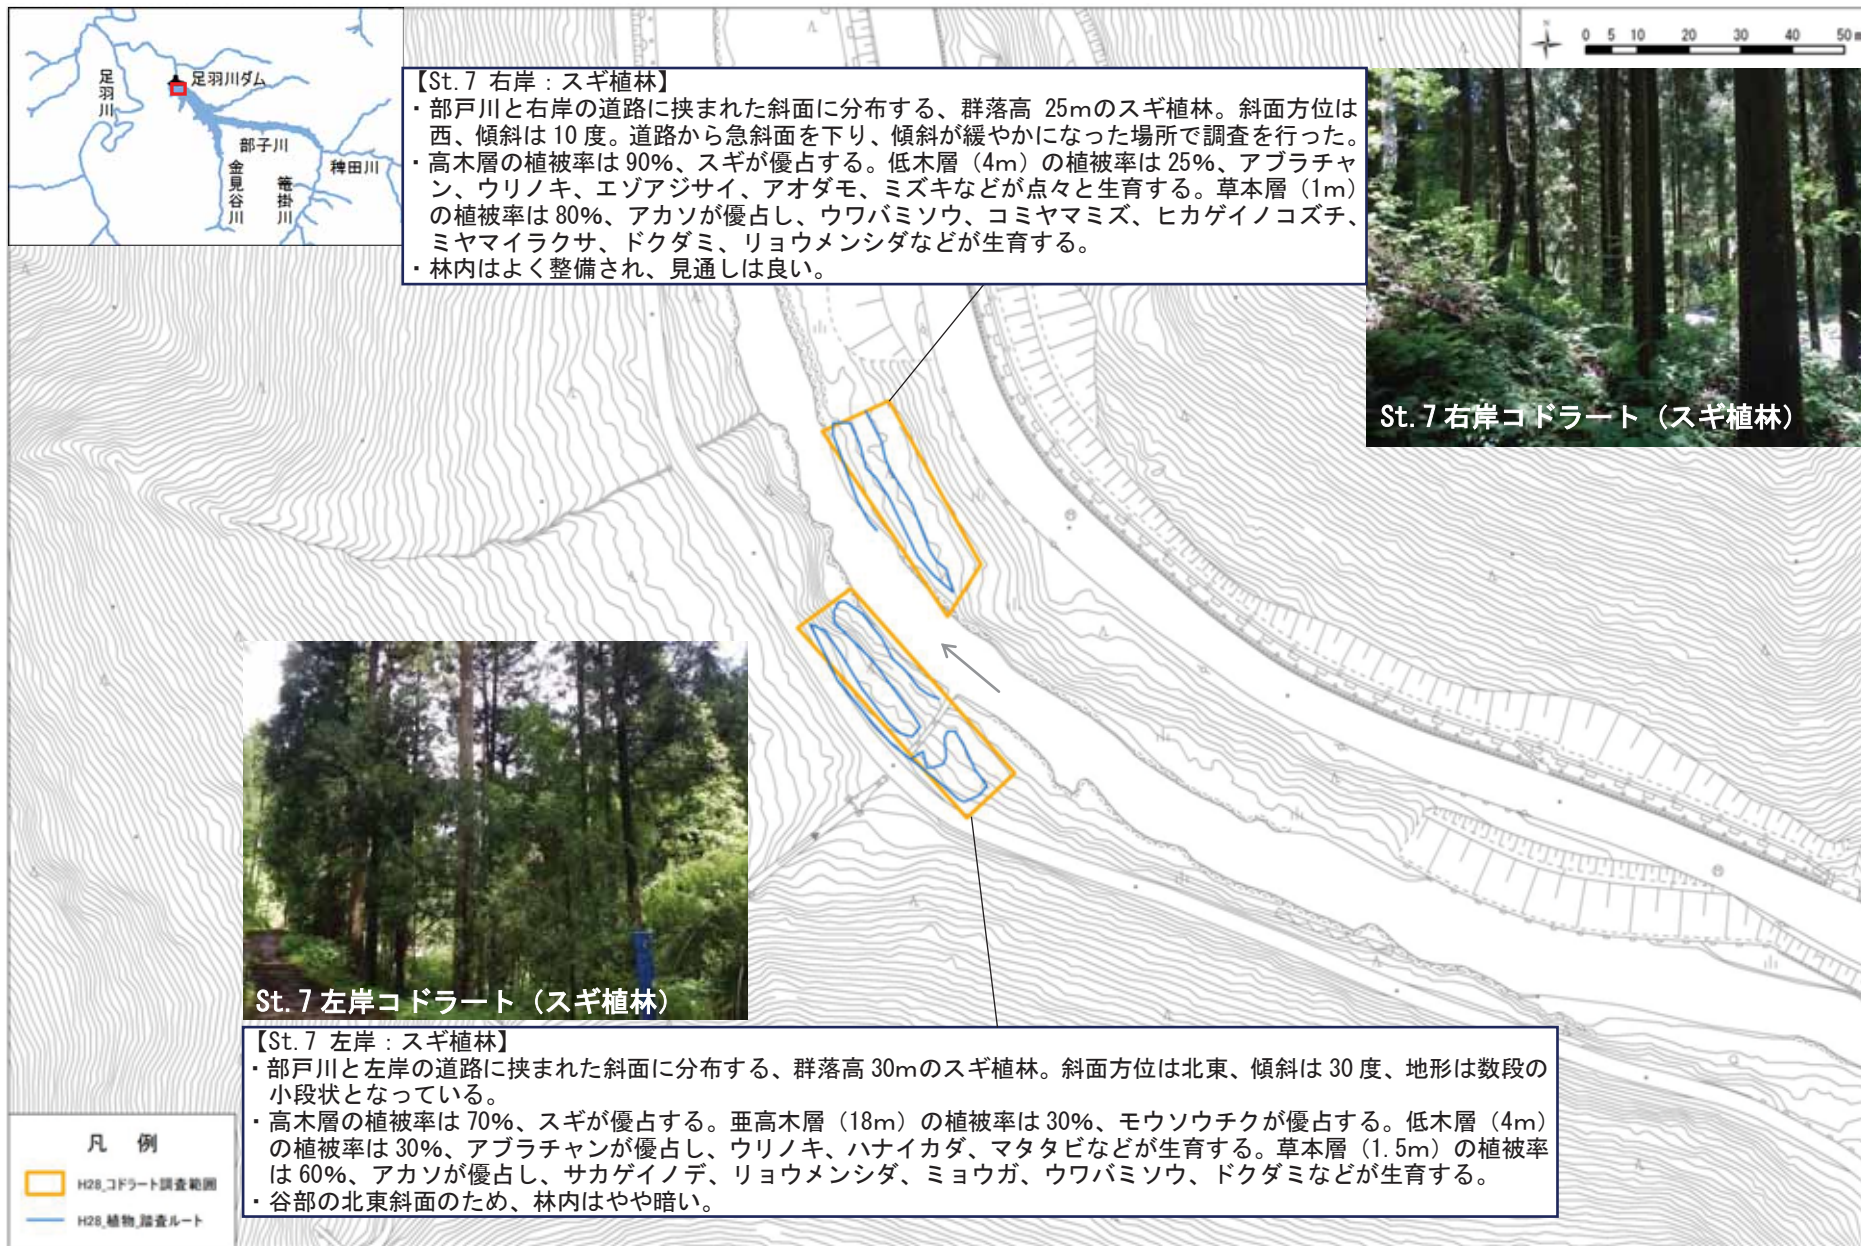 足羽川
足羽川ダム
部子川
金見谷川
篭掛川
稗田川
N
0 5 10 20 30 40 50 m
【St.7 右岸：スギ植林】
・部戸川と右岸の道路に挟まれた斜面に分布する、群落高 25mのスギ植林。斜面方位は
西、傾斜は 10 度。道路から急斜面を下り、傾斜が緩やかになった場所で調査を行った。
・高木層の植被率は 90%、スギが優占する。低木層（4m）の植被率は 25%、アブラチャ
ン、ウリノキ、エゾアジサイ、アオダモ、ミズキなどが点々と生育する。草本層（1m）
の植被率は 80%、アカソが優占し、ウワバミソウ、コミヤマミズ、ヒカゲイノコズチ、
ミヤマイラクサ、ドクダミ、リョウメンシダなどが生育する。
・林内はよく整備され、見通しは良い。
St.7 右岸コドラート（スギ植林）
St.7 左岸コドラート（スギ植林）
【St.7 左岸：スギ植林】
・部戸川と左岸の道路に挟まれた斜面に分布する、群落高 30mのスギ植林。斜面方位は北東、傾斜は 30 度、地形は数段の
小段状となっている。
・高木層の植被率は 70%、スギが優占する。亜高木層（18m）の植被率は 30%、モウソウチクが優占する。低木層（4m）
の植被率は 30%、アブラチャンが優占し、ウリノキ、ハナイカダ、マタタビなどが生育する。草本層（1.5m）の植被率
は 60%、アカソが優占し、サカゲイノデ、リョウメンシダ、ミョウガ、ウワバミソウ、ドクダミなどが生育する。
・谷部の北東斜面のため、林内はやや暗い。
凡 例
H28_コドラート調査範囲
H28_植物_踏査ルート